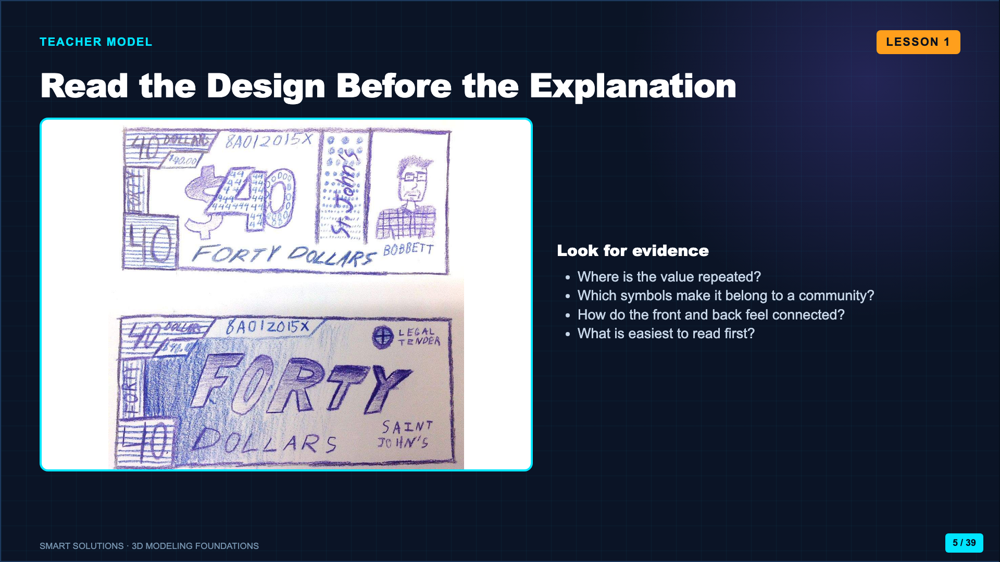 TEACHER MODEL
LESSON 1
Read the Design Before the Explanation
40 DOLLARS
$40.00
8A012015X
FORTY
$40
St. John's
40
FORTY DOLLARS
BOBBETT
40 DOLLARS
$40.00
8A012015X
LEGAL
TENDER
FORTY
FORTY
40
DOLLARS
SAINT
JOHN'S
Look for evidence
• Where is the value repeated?
• Which symbols make it belong to a community?
• How do the front and back feel connected?
• What is easiest to read first?
SMART SOLUTIONS · 3D MODELING FOUNDATIONS
5 / 39